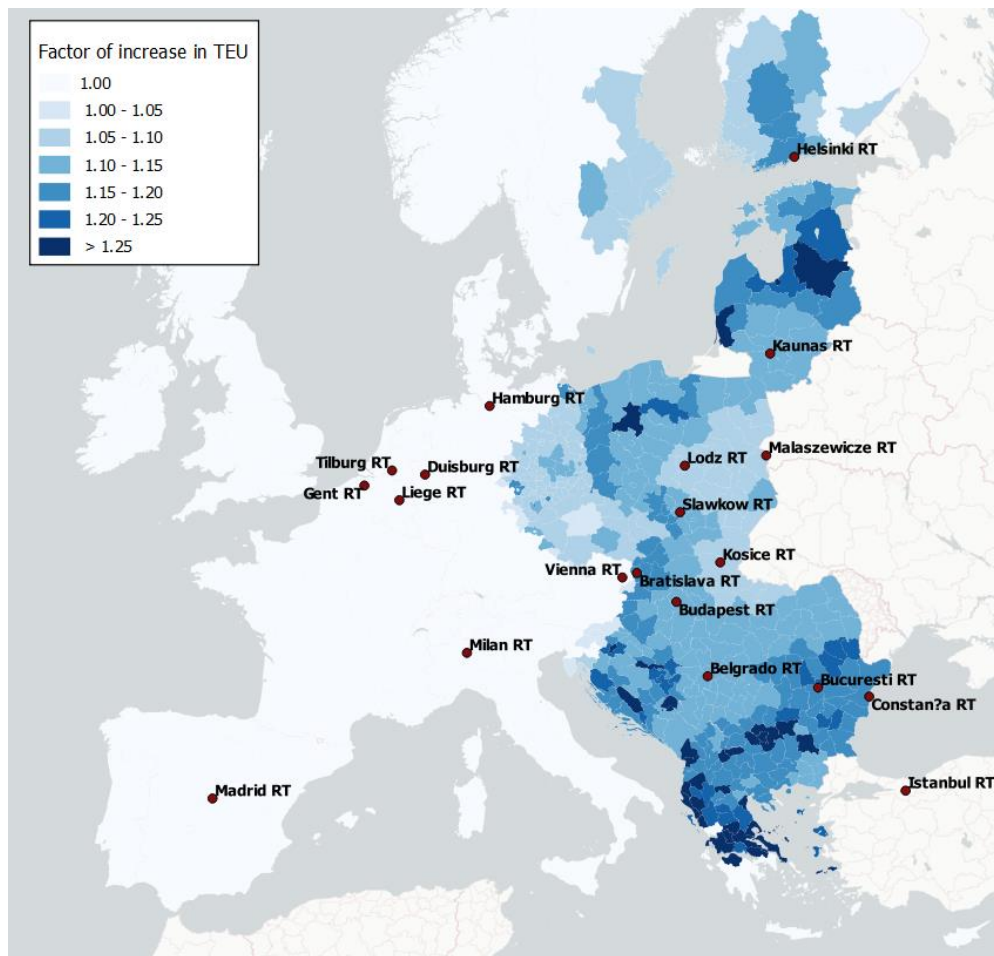 Factor of increase in TEU
1.00
1.00 - 1.05
1.05 - 1.10
1.10 - 1.15
1.15 - 1.20
1.20 - 1.25
> 1.25
Helsinki RT
Kaunas RT
Hamburg RT
Malaszewicze RT
Tilburg RT
Duisburg RT
Lodz RT
Gent RT
Liege RT
Slawkow RT
Kosice RT
Vienna RT
Bratislava RT
Budapest RT
Milan RT
Belgrado RT
Bucuresti RT
Constan?a RT
Istanbul RT
Madrid RT